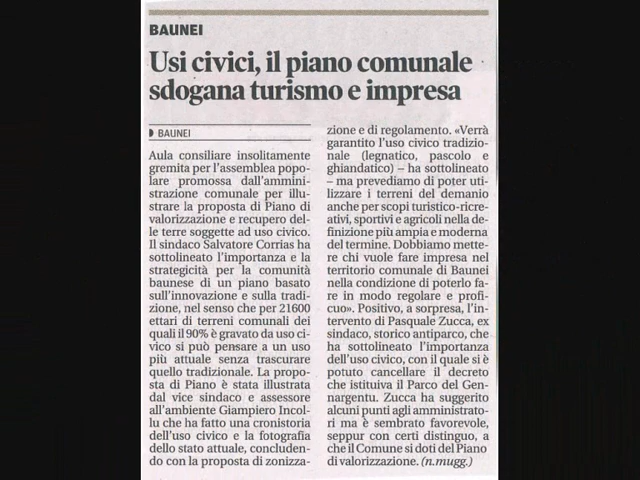 BAUNEI
Usi civici, il piano comunale
sdogana turismo e impresa
BAUNEI
Aula consiliare insolitamente
gremita per l'assemblea popo-
lare promossa dall'ammini-
strazione comunale per illu-
strare la proposta di Piano di
valorizzazione e recupero del-
le terre soggette ad uso civico.
Il sindaco Salvatore Corrias ha
sottolineato l'importanza e la
strategicità per la comunità
baunese di un piano basato
sull'innovazione e sulla tradi-
zione, nel senso che per 21600
ettari di terreni comunali dei
quali il 90% è gravato da uso ci-
vico si può pensare a un uso
più attuale senza trascurare
quello tradizionale. La propo-
sta di Piano è stata illustrata
dal vice sindaco e assessore
all'ambiente Giampiero Incol-
lu che ha fatto una cronistoria
dell'uso civico e la fotografia
dello stato attuale, concluden-
do con la proposta di zonizza-
zione e di regolamento. «Verrà
garantito l'uso civico tradizio-
nale (legnatico, pascolo e
ghiandatico) – ha sottolineato
– ma prevediamo di poter uti-
lizzare i terreni del demanio
anche per scopi turistico-ricre-
ativi, sportivi e agricoli nella de-
finizione più ampia e moderna
del termine. Dobbiamo mette-
re chi vuole fare impresa nel
territorio comunale di Baunei
nella condizione di poterlo fa-
re in modo regolare e profi-
cuo». Positivo, a sorpresa, l'in-
tervento di Pasquale Zucca, ex
sindaco, storico antiparco, che
ha sottolineato l'importanza
dell'uso civico, con il quale si è
potuto cancellare il decreto
che istituiva il Parco del Gen-
nargentu. Zucca ha suggerito
alcuni punti agli amministrato-
ri ma è sembrato favorevole,
seppur con certi distinguo, a
che il Comune si doti del Piano
di valorizzazione. (n.mugg.)